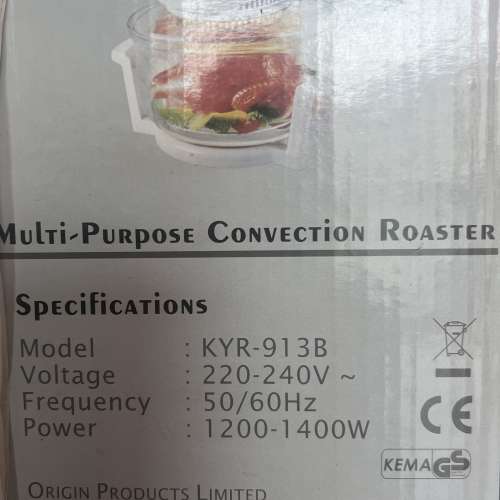 Multi-Purpose Convection Roaster
Specifications
Model : KYR-913B
Voltage : 220-240V ~
Frequency : 50/60Hz
Power : 1200-1400W
CE
KEMA GS
Origin Products Limited